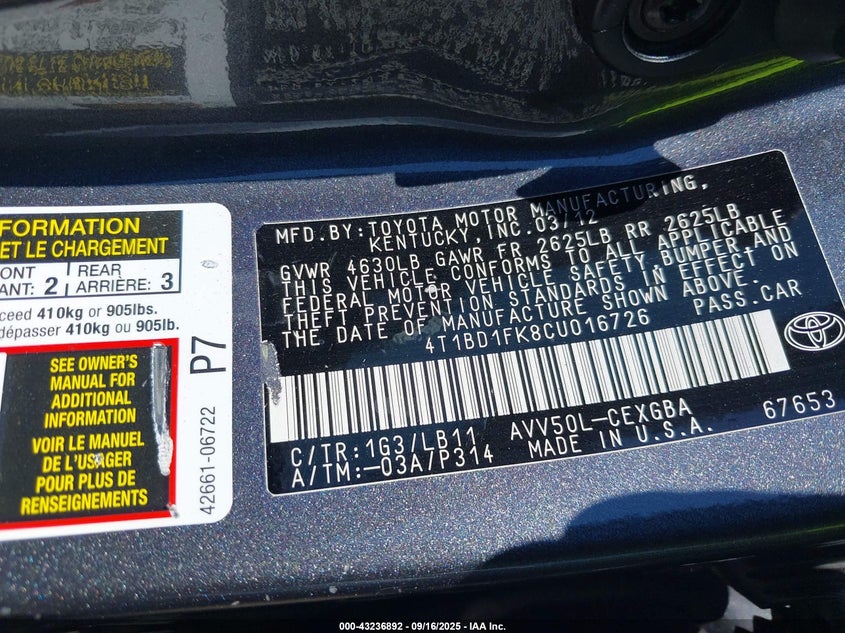 FORMATION
ET LE CHARGEMENT
ONT
ANT: 2
REAR
ARRIÈRE: 3
ceed 410kg or 905lbs.
dépasser 410kg ou 905lb.
SEE OWNER'S
MANUAL FOR
ADDITIONAL
INFORMATION
VOIR LE MANUEL
DE L'USAGER
POUR PLUS DE
RENSEIGNEMENTS
P7
42661-06722
MFD.BY:TOYOTA MOTOR MANUFACTURING,
KENTUCKY, INC.03/12
GVWR 4630LB GAWR FR 2625LB RR 2625LB
THIS VEHICLE CONFORMS TO ALL APPLICABLE
FEDERAL MOTOR VEHICLE SAFETY, BUMPER, AND
THEFT PREVENTION STANDARDS IN EFFECT ON
THE DATE OF MANUFACTURE SHOWN ABOVE.
4T1BD1FK8CU016726 PASS.CAR
C/TR:1G3/LB11 AVV50L-CEXGBA 67653
A/TM:-03A/P314 MADE IN U.S.A.
000-43236892 - 09/16/2025 - IAA Inc.